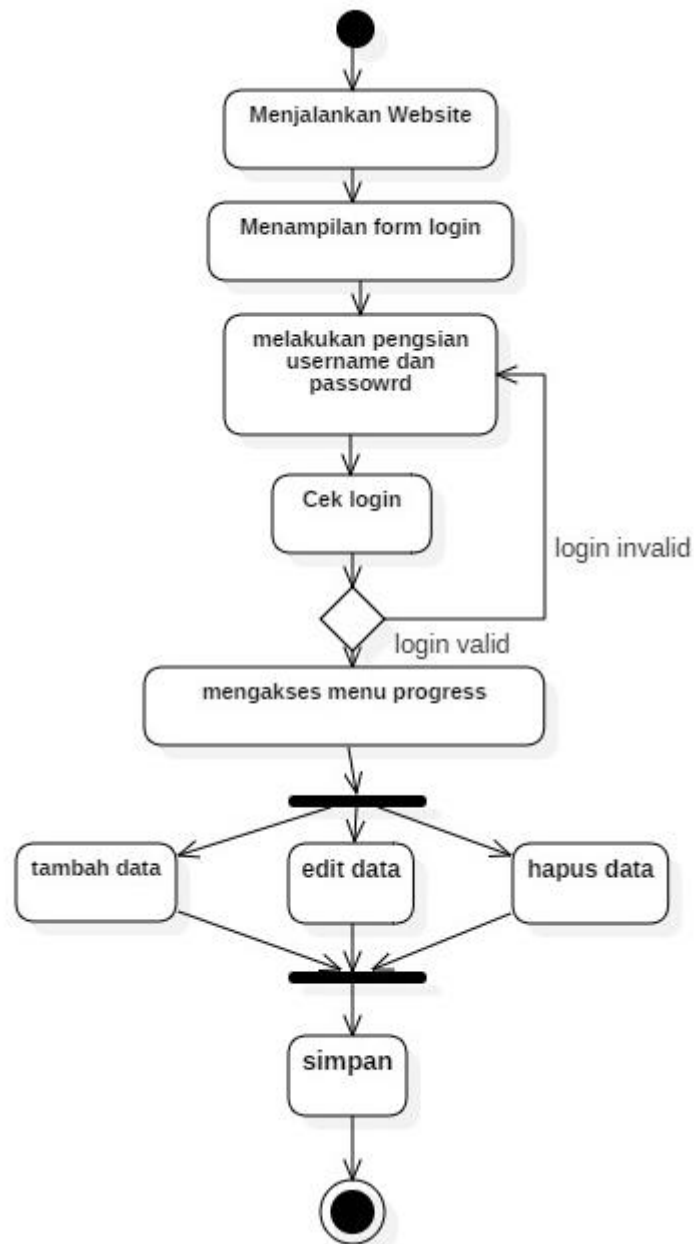 Menjalankan Website
Menampilan form login
melakukan pengsian
username dan
passowrd
Cek login
login invalid
login valid
mengakses menu progress
tambah data
edit data
hapus data
simpan